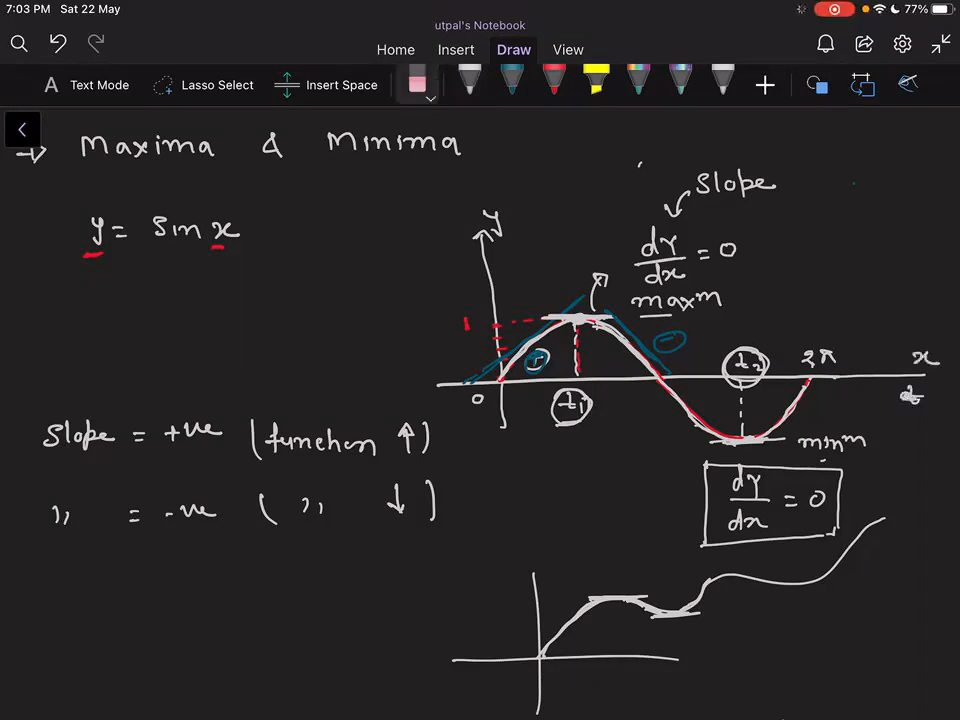 7:03 PM Sat 22 May
77%
utpal's Notebook
Home Insert Draw View
Text Mode Lasso Select Insert Space
→ Maxima & Minima
Slope
y = Sin x
y
dy/dx = 0
maxm
1
+
-
0
t1
t2
2π
x
t
minm
dy/dx = 0
Slope = +ve (function ↑)
,, = -ve ( ,, ↓ )